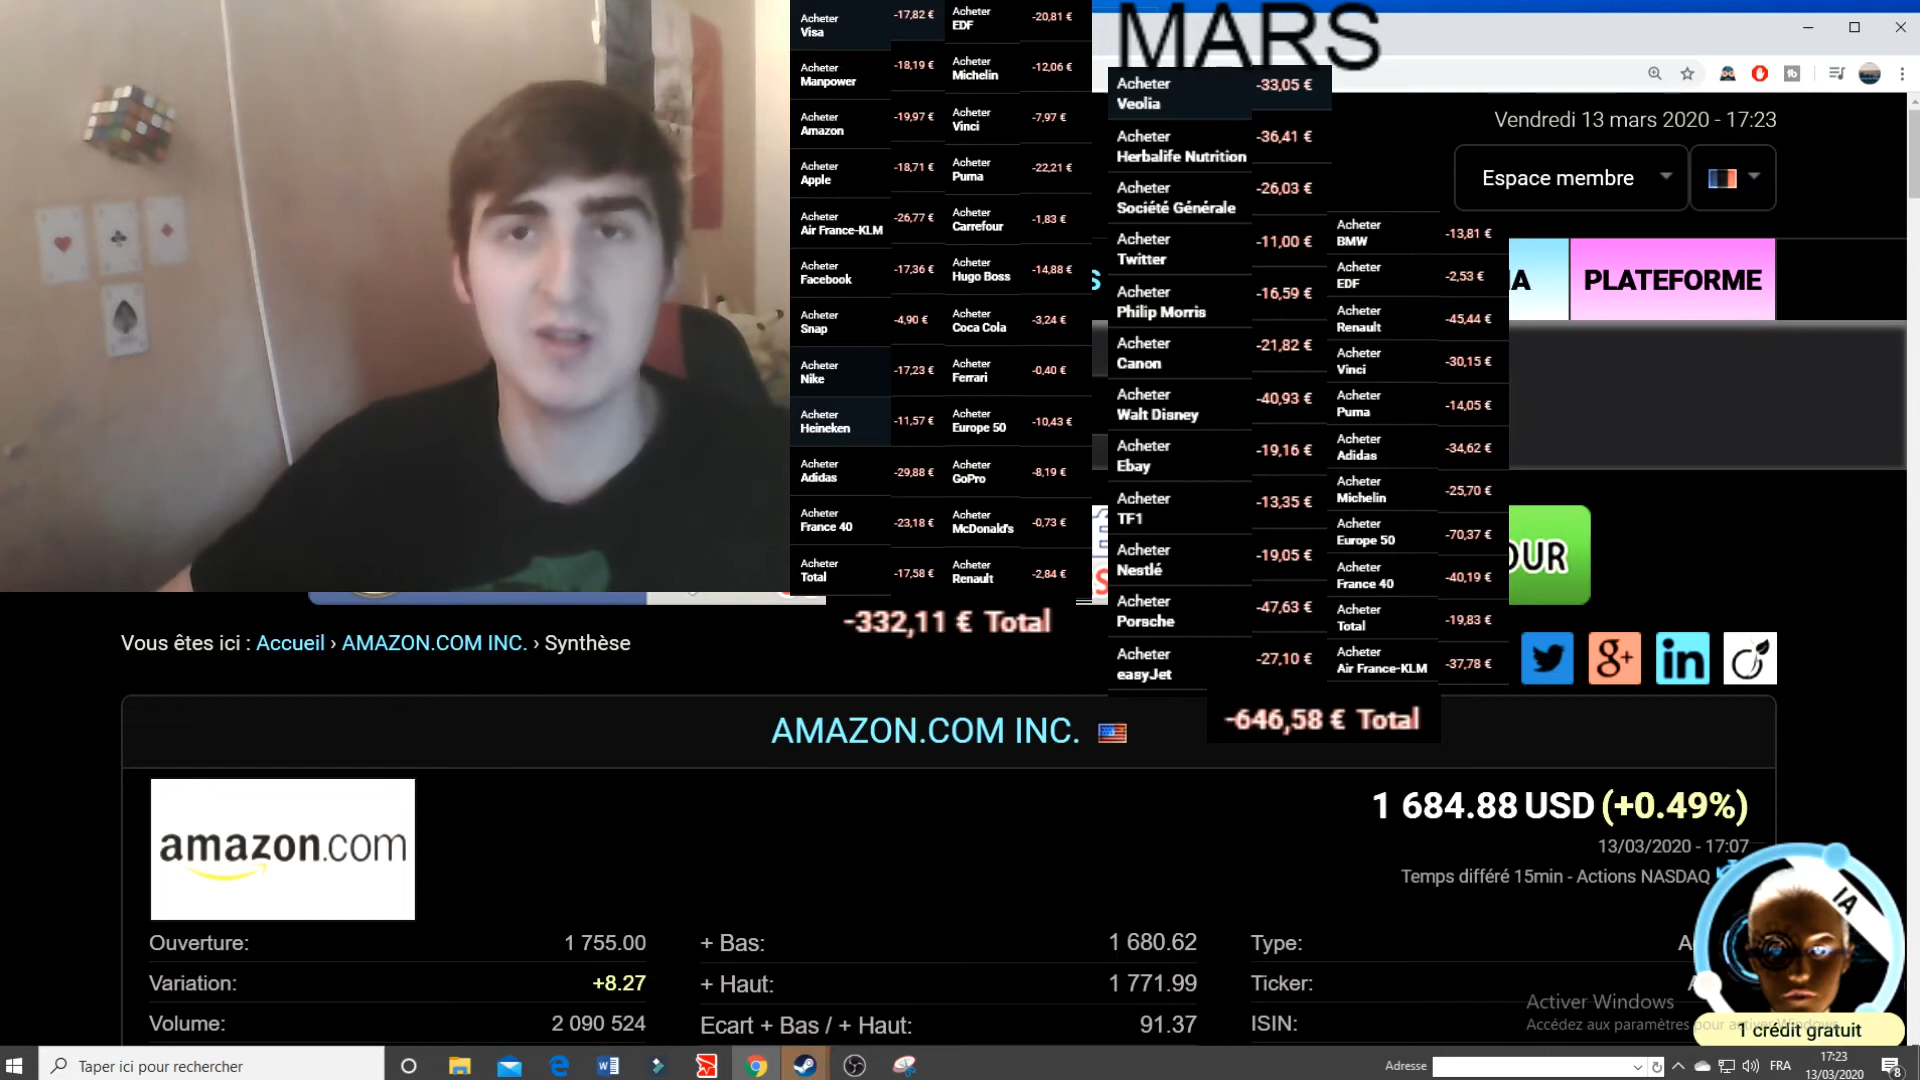 Acheter
Visa
-17,82 €
Acheter
Manpower
-18,19 €
Acheter
Amazon
-19,97 €
Acheter
Apple
-18,71 €
Acheter
Air France-KLM
-26,77 €
Acheter
Facebook
-17,36 €
Acheter
Snap
-4,90 €
Acheter
Nike
-17,23 €
Acheter
Heineken
-11,57 €
Acheter
Adidas
-29,88 €
Acheter
France 40
-23,18 €
Acheter
Total
-17,58 €
Acheter
EDF
-20,81 €
Acheter
Michelin
-12,06 €
Acheter
Vinci
-7,97 €
Acheter
Puma
-22,21 €
Acheter
Carrefour
-1,83 €
Acheter
Hugo Boss
-14,88 €
Acheter
Coca Cola
-3,24 €
Acheter
Ferrari
-0,40 €
Acheter
Europe 50
-10,43 €
Acheter
GoPro
-8,19 €
Acheter
McDonald's
-0,73 €
Acheter
Renault
-2,84 €
-332,11 € Total
MARS
Acheter
Veolia
-33,05 €
Acheter
Herbalife Nutrition
-36,41 €
Acheter
Société Générale
-26,03 €
Acheter
Twitter
-11,00 €
Acheter
Philip Morris
-16,59 €
Acheter
Canon
-21,82 €
Acheter
Walt Disney
-40,93 €
Acheter
Ebay
-19,16 €
Acheter
TF1
-13,35 €
Acheter
Nestlé
-19,05 €
Acheter
Porsche
-47,63 €
Acheter
easyJet
-27,10 €
Acheter
BMW
-13,81 €
Acheter
EDF
-2,53 €
Acheter
Renault
-45,44 €
Acheter
Vinci
-30,15 €
Acheter
Puma
-14,05 €
Acheter
Adidas
-34,62 €
Acheter
Michelin
-25,70 €
Acheter
Europe 50
-70,37 €
Acheter
France 40
-40,19 €
Acheter
Total
-19,83 €
Acheter
Air France-KLM
-37,78 €
-646,58 € Total
Vendredi 13 mars 2020 - 17:23
Espace membre
PLATEFORME
Vous êtes ici : Accueil › AMAZON.COM INC. › Synthèse
AMAZON.COM INC.
amazon.com
1 684.88 USD (+0.49%)
13/03/2020 - 17:07
Temps différé 15min - Actions NASDAQ
Ouverture: 1 755.00
+ Bas: 1 680.62
Type:
Variation: +8.27
+ Haut: 1 771.99
Ticker:
Volume: 2 090 524
Ecart + Bas / + Haut: 91.37
ISIN:
IA
Activer Windows
Accédez aux paramètres pour
1 crédit gratuit
Taper ici pour rechercher
Adresse
FRA
17:23
13/03/2020
8